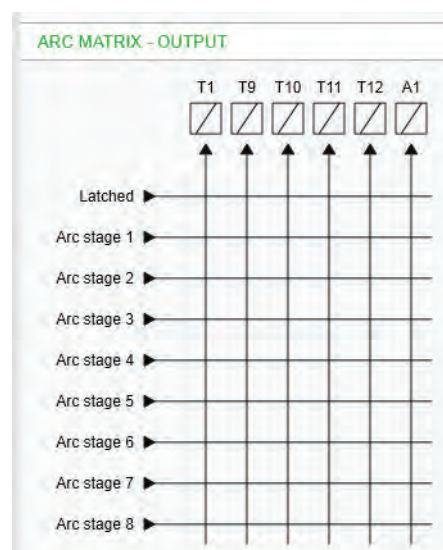 ARC MATRIX - OUTPUT
T1 T9 T10 T11 T12 A1
Latched
Arc stage 1
Arc stage 2
Arc stage 3
Arc stage 4
Arc stage 5
Arc stage 6
Arc stage 7
Arc stage 8